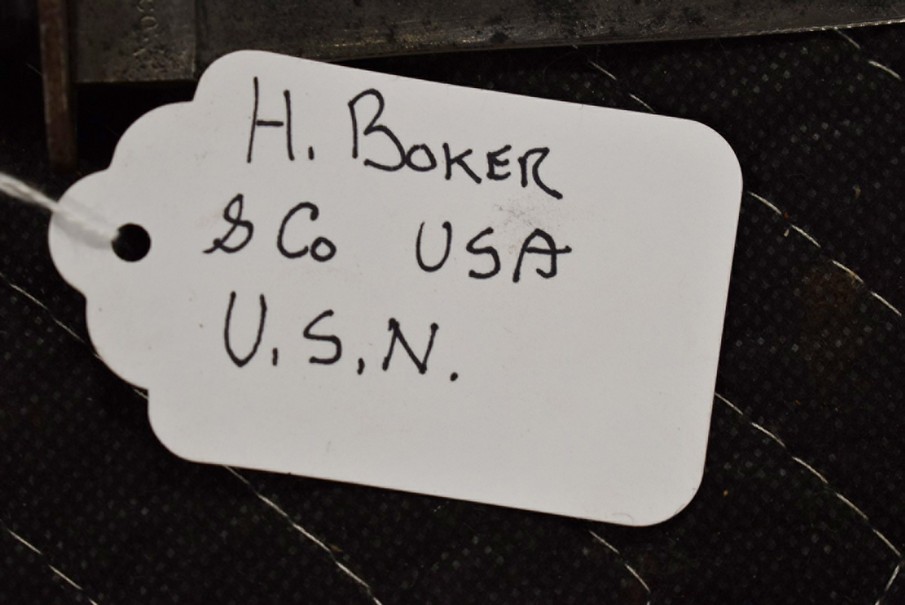 H. BOKER
& Co USA
U.S.N.